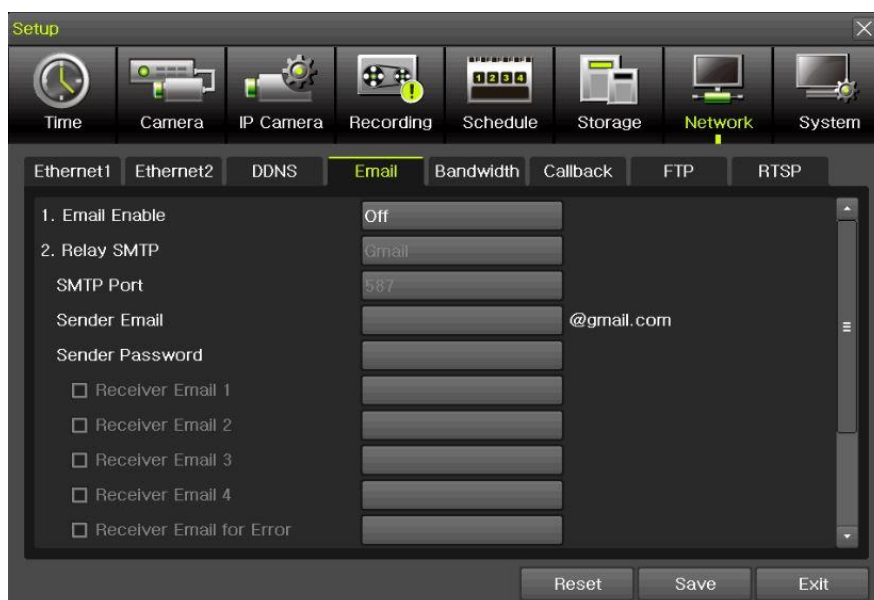 Setup
1234
Time Camera IP Camera Recording Schedule Storage Network System
Ethernet1 Ethernet2 DDNS Email Bandwidth Callback FTP RTSP
1. Email Enable Off
2. Relay SMTP Gmail
SMTP Port 587
Sender Email @gmail.com
Sender Password
Receiver Email 1
Receiver Email 2
Receiver Email 3
Receiver Email 4
Receiver Email for Error
Reset Save Exit